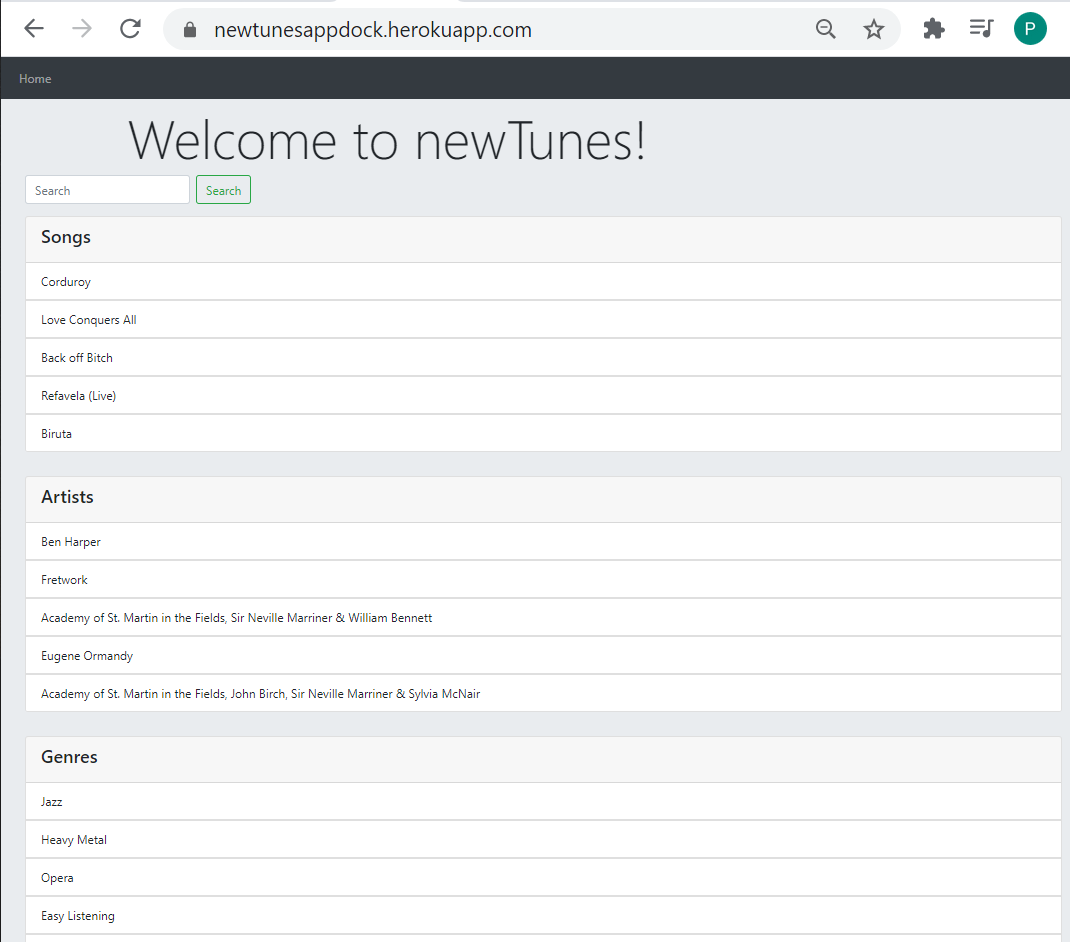 newtunesappdock.herokuapp.com
P
Home
Welcome to newTunes!
Search Search
Songs
Corduroy
Love Conquers All
Back off Bitch
Refavela (Live)
Biruta
Artists
Ben Harper
Fretwork
Academy of St. Martin in the Fields, Sir Neville Marriner & William Bennett
Eugene Ormandy
Academy of St. Martin in the Fields, John Birch, Sir Neville Marriner & Sylvia McNair
Genres
Jazz
Heavy Metal
Opera
Easy Listening